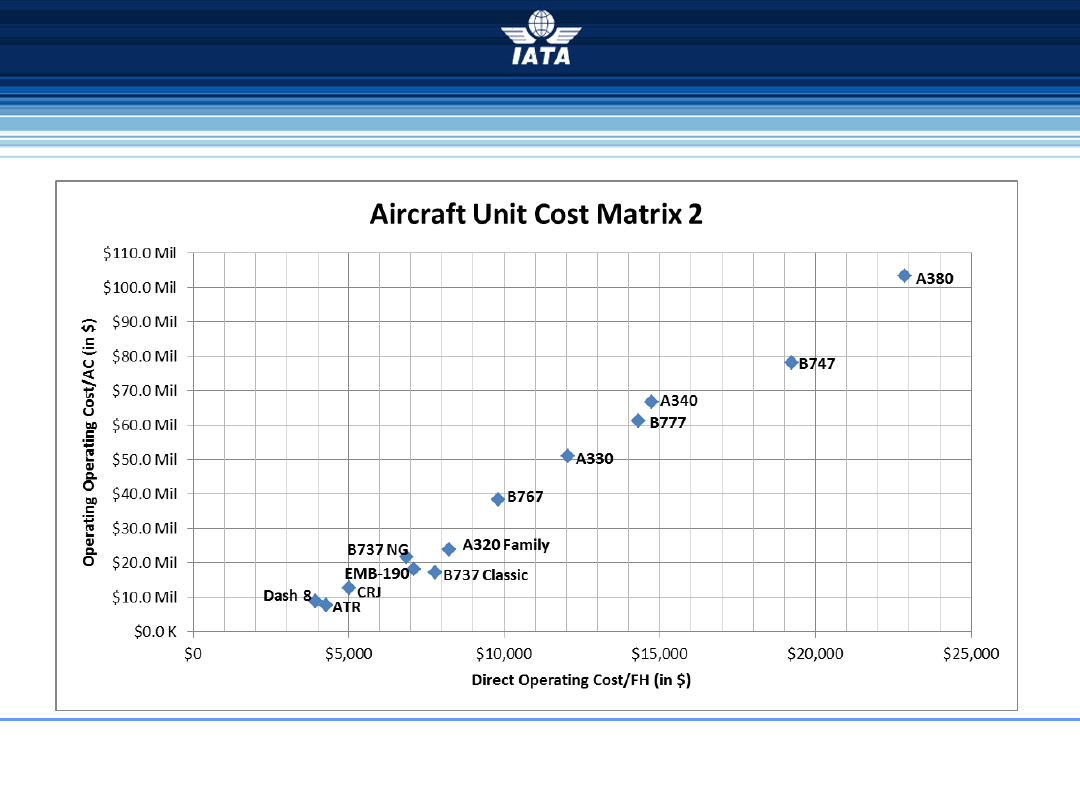 IATA
Aircraft Unit Cost Matrix 2
Operating Operating Cost/AC (in $)
$110.0 Mil
$100.0 Mil
$90.0 Mil
$80.0 Mil
$70.0 Mil
$60.0 Mil
$50.0 Mil
$40.0 Mil
$30.0 Mil
$20.0 Mil
$10.0 Mil
$0.0 K
A380
B747
A340
B777
A330
B767
A320 Family
B737 NG
EMB-190
B737 Classic
CRJ
Dash 8
ATR
$0
$5,000
$10,000
$15,000
$20,000
$25,000
Direct Operating Cost/FH (in $)